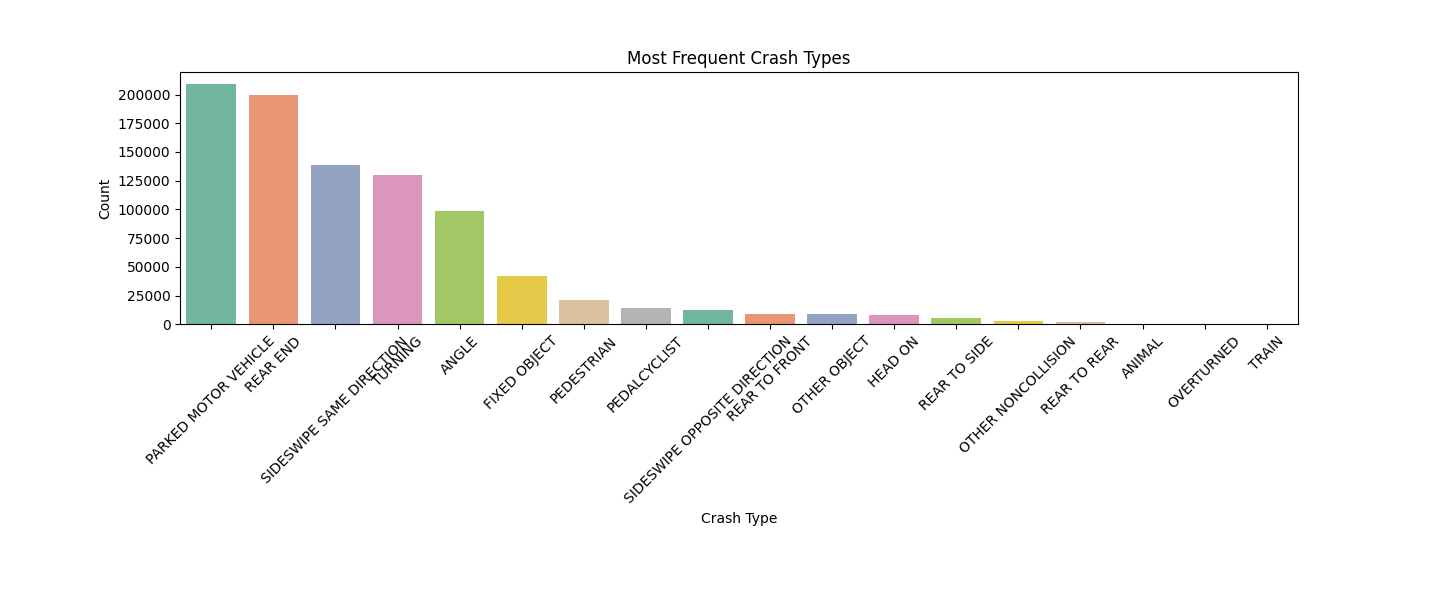 Most Frequent Crash Types
Count
200000
175000
150000
125000
100000
75000
50000
25000
0
PARKED MOTOR VEHICLE
REAR END
SIDESWIPE SAME DIRECTION
TURNING
ANGLE
FIXED OBJECT
PEDESTRIAN
PEDALCYCLIST
SIDESWIPE OPPOSITE DIRECTION
REAR TO FRONT
OTHER OBJECT
HEAD ON
REAR TO SIDE
OTHER NONCOLLISION
REAR TO REAR
ANIMAL
OVERTURNED
TRAIN
Crash Type